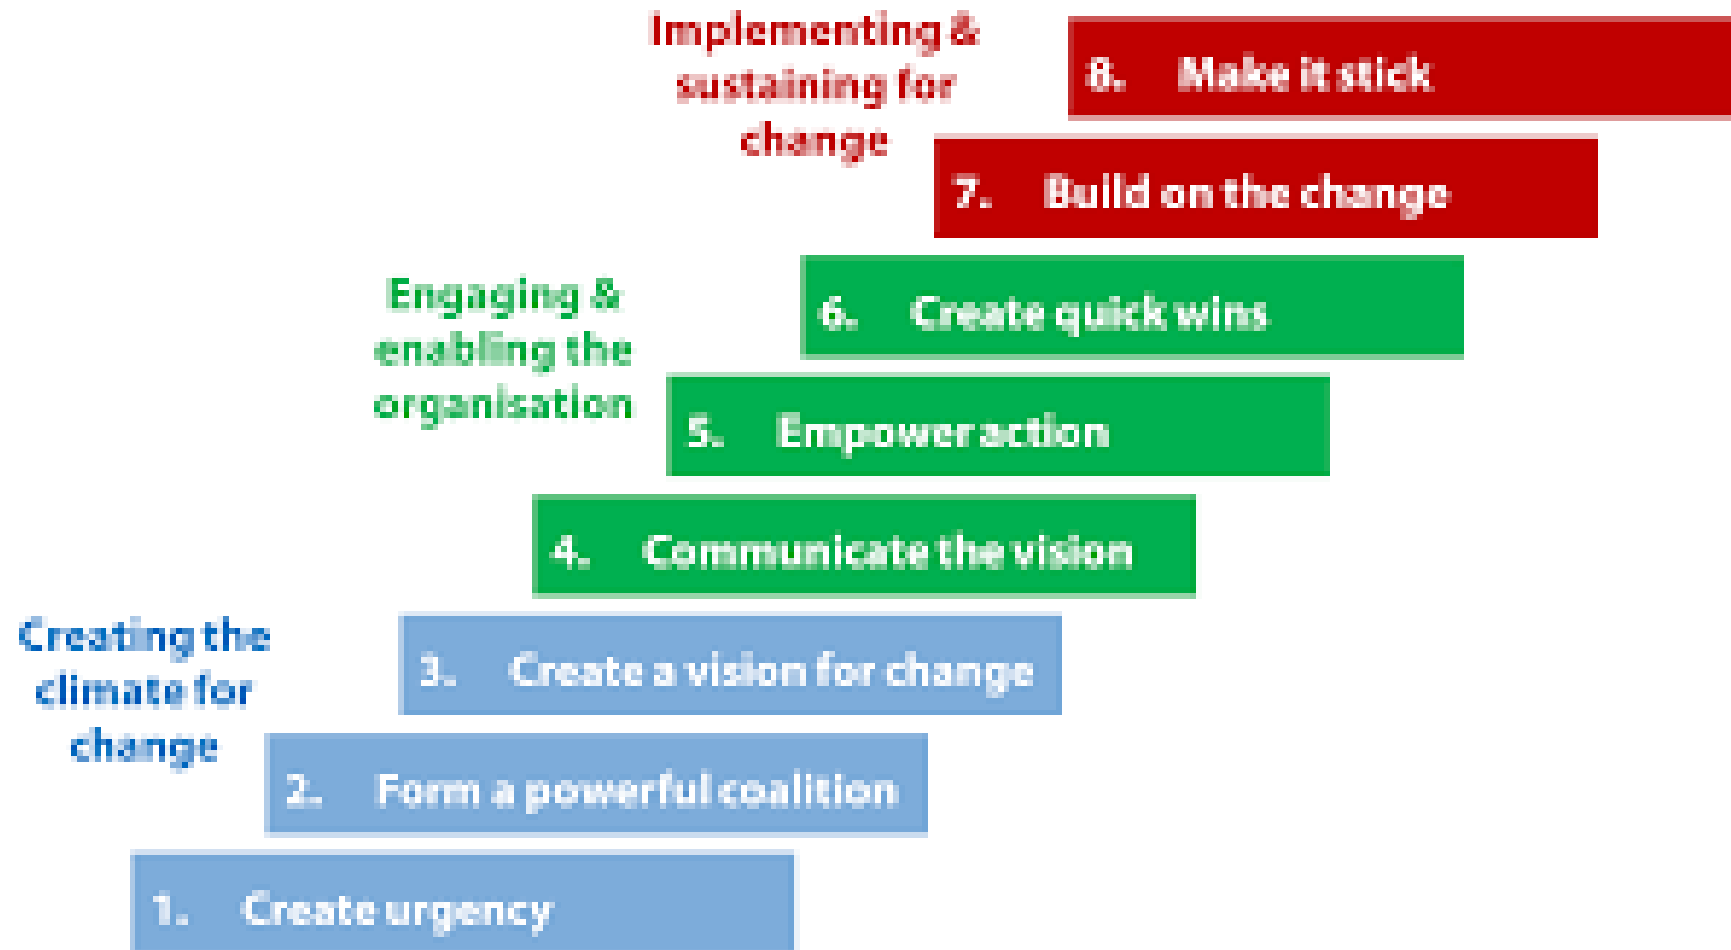 Implementing &
sustaining for
change
8. Make it stick
7. Build on the change
Engaging &
enabling the
organisation
6. Create quick wins
5. Empower action
4. Communicate the vision
Creating the
climate for
change
3. Create a vision for change
2. Form a powerful coalition
1. Create urgency